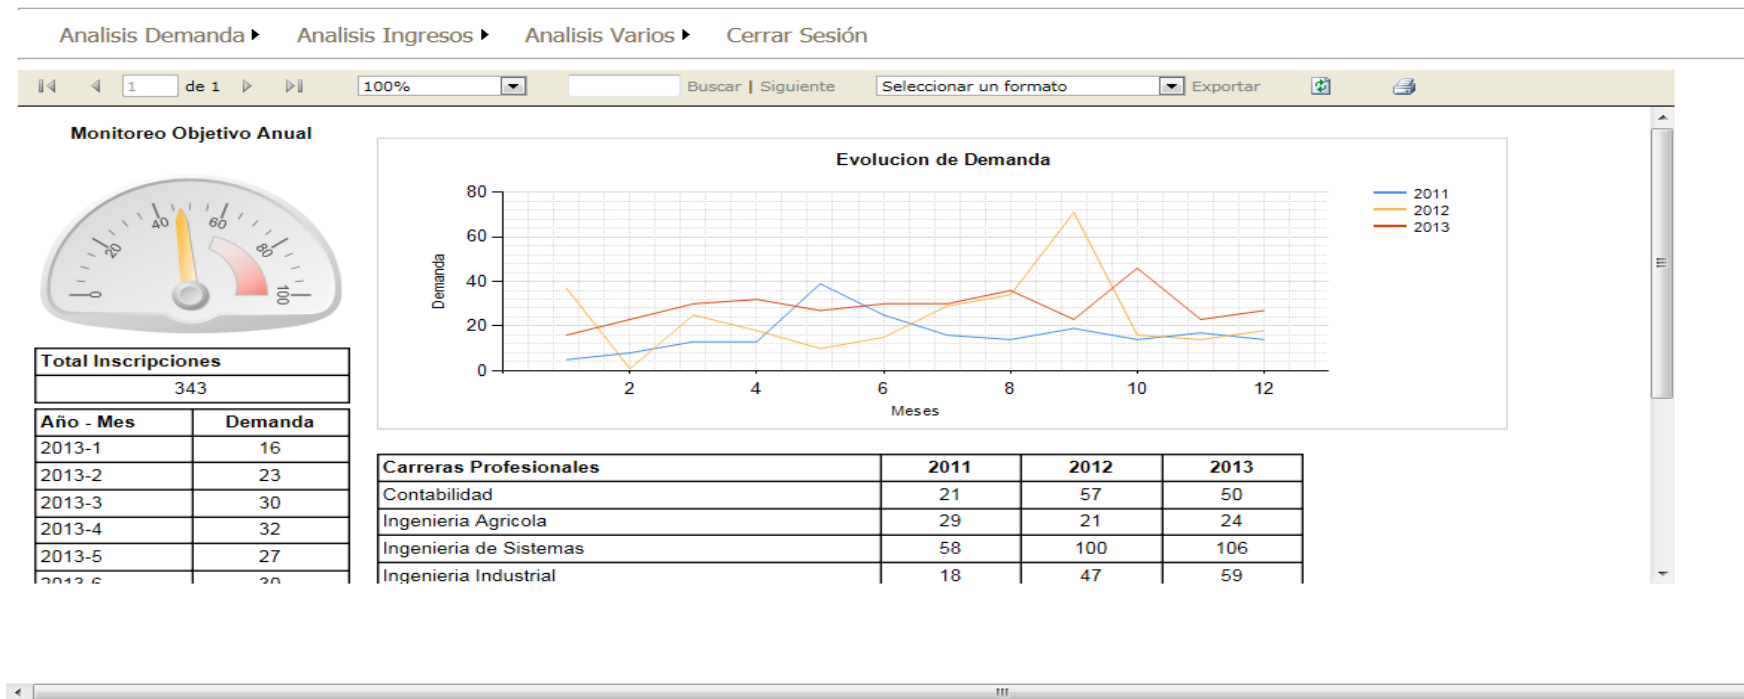 Analisis Demanda Analisis Ingresos Analisis Varios Cerrar Sesión
1 de 1 100% Buscar | Siguiente Seleccionar un formato Exportar
Monitoreo Objetivo Anual
0 20 40 60 80 100
Total Inscripciones
343
Año - Mes Demanda
2013-1 16
2013-2 23
2013-3 30
2013-4 32
2013-5 27
2013-6 30
Evolucion de Demanda
Demanda
80
60
40
20
0
2 4 6 8 10 12
Meses
2011
2012
2013
Carreras Profesionales 2011 2012 2013
Contabilidad 21 57 50
Ingenieria Agricola 29 21 24
Ingenieria de Sistemas 58 100 106
Ingenieria Industrial 18 47 59